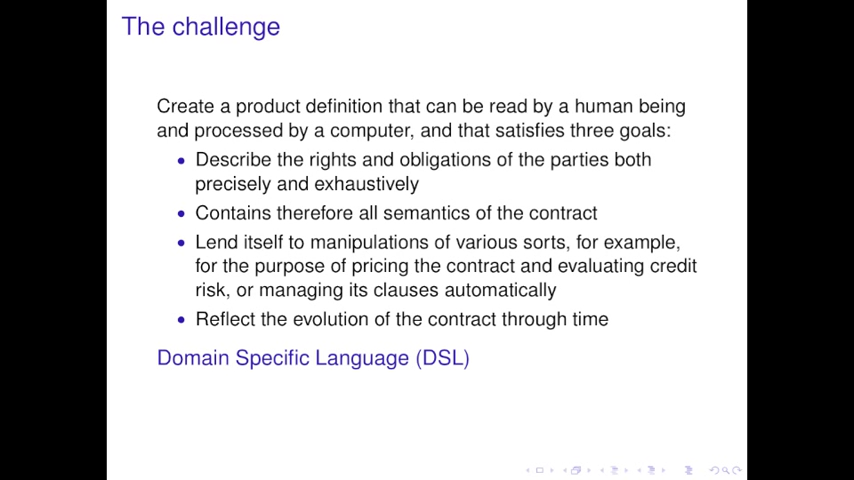 The challenge
Create a product definition that can be read by a human being
and processed by a computer, and that satisfies three goals:
• Describe the rights and obligations of the parties both
precisely and exhaustively
• Contains therefore all semantics of the contract
• Lend itself to manipulations of various sorts, for example,
for the purpose of pricing the contract and evaluating credit
risk, or managing its clauses automatically
• Reflect the evolution of the contract through time
Domain Specific Language (DSL)